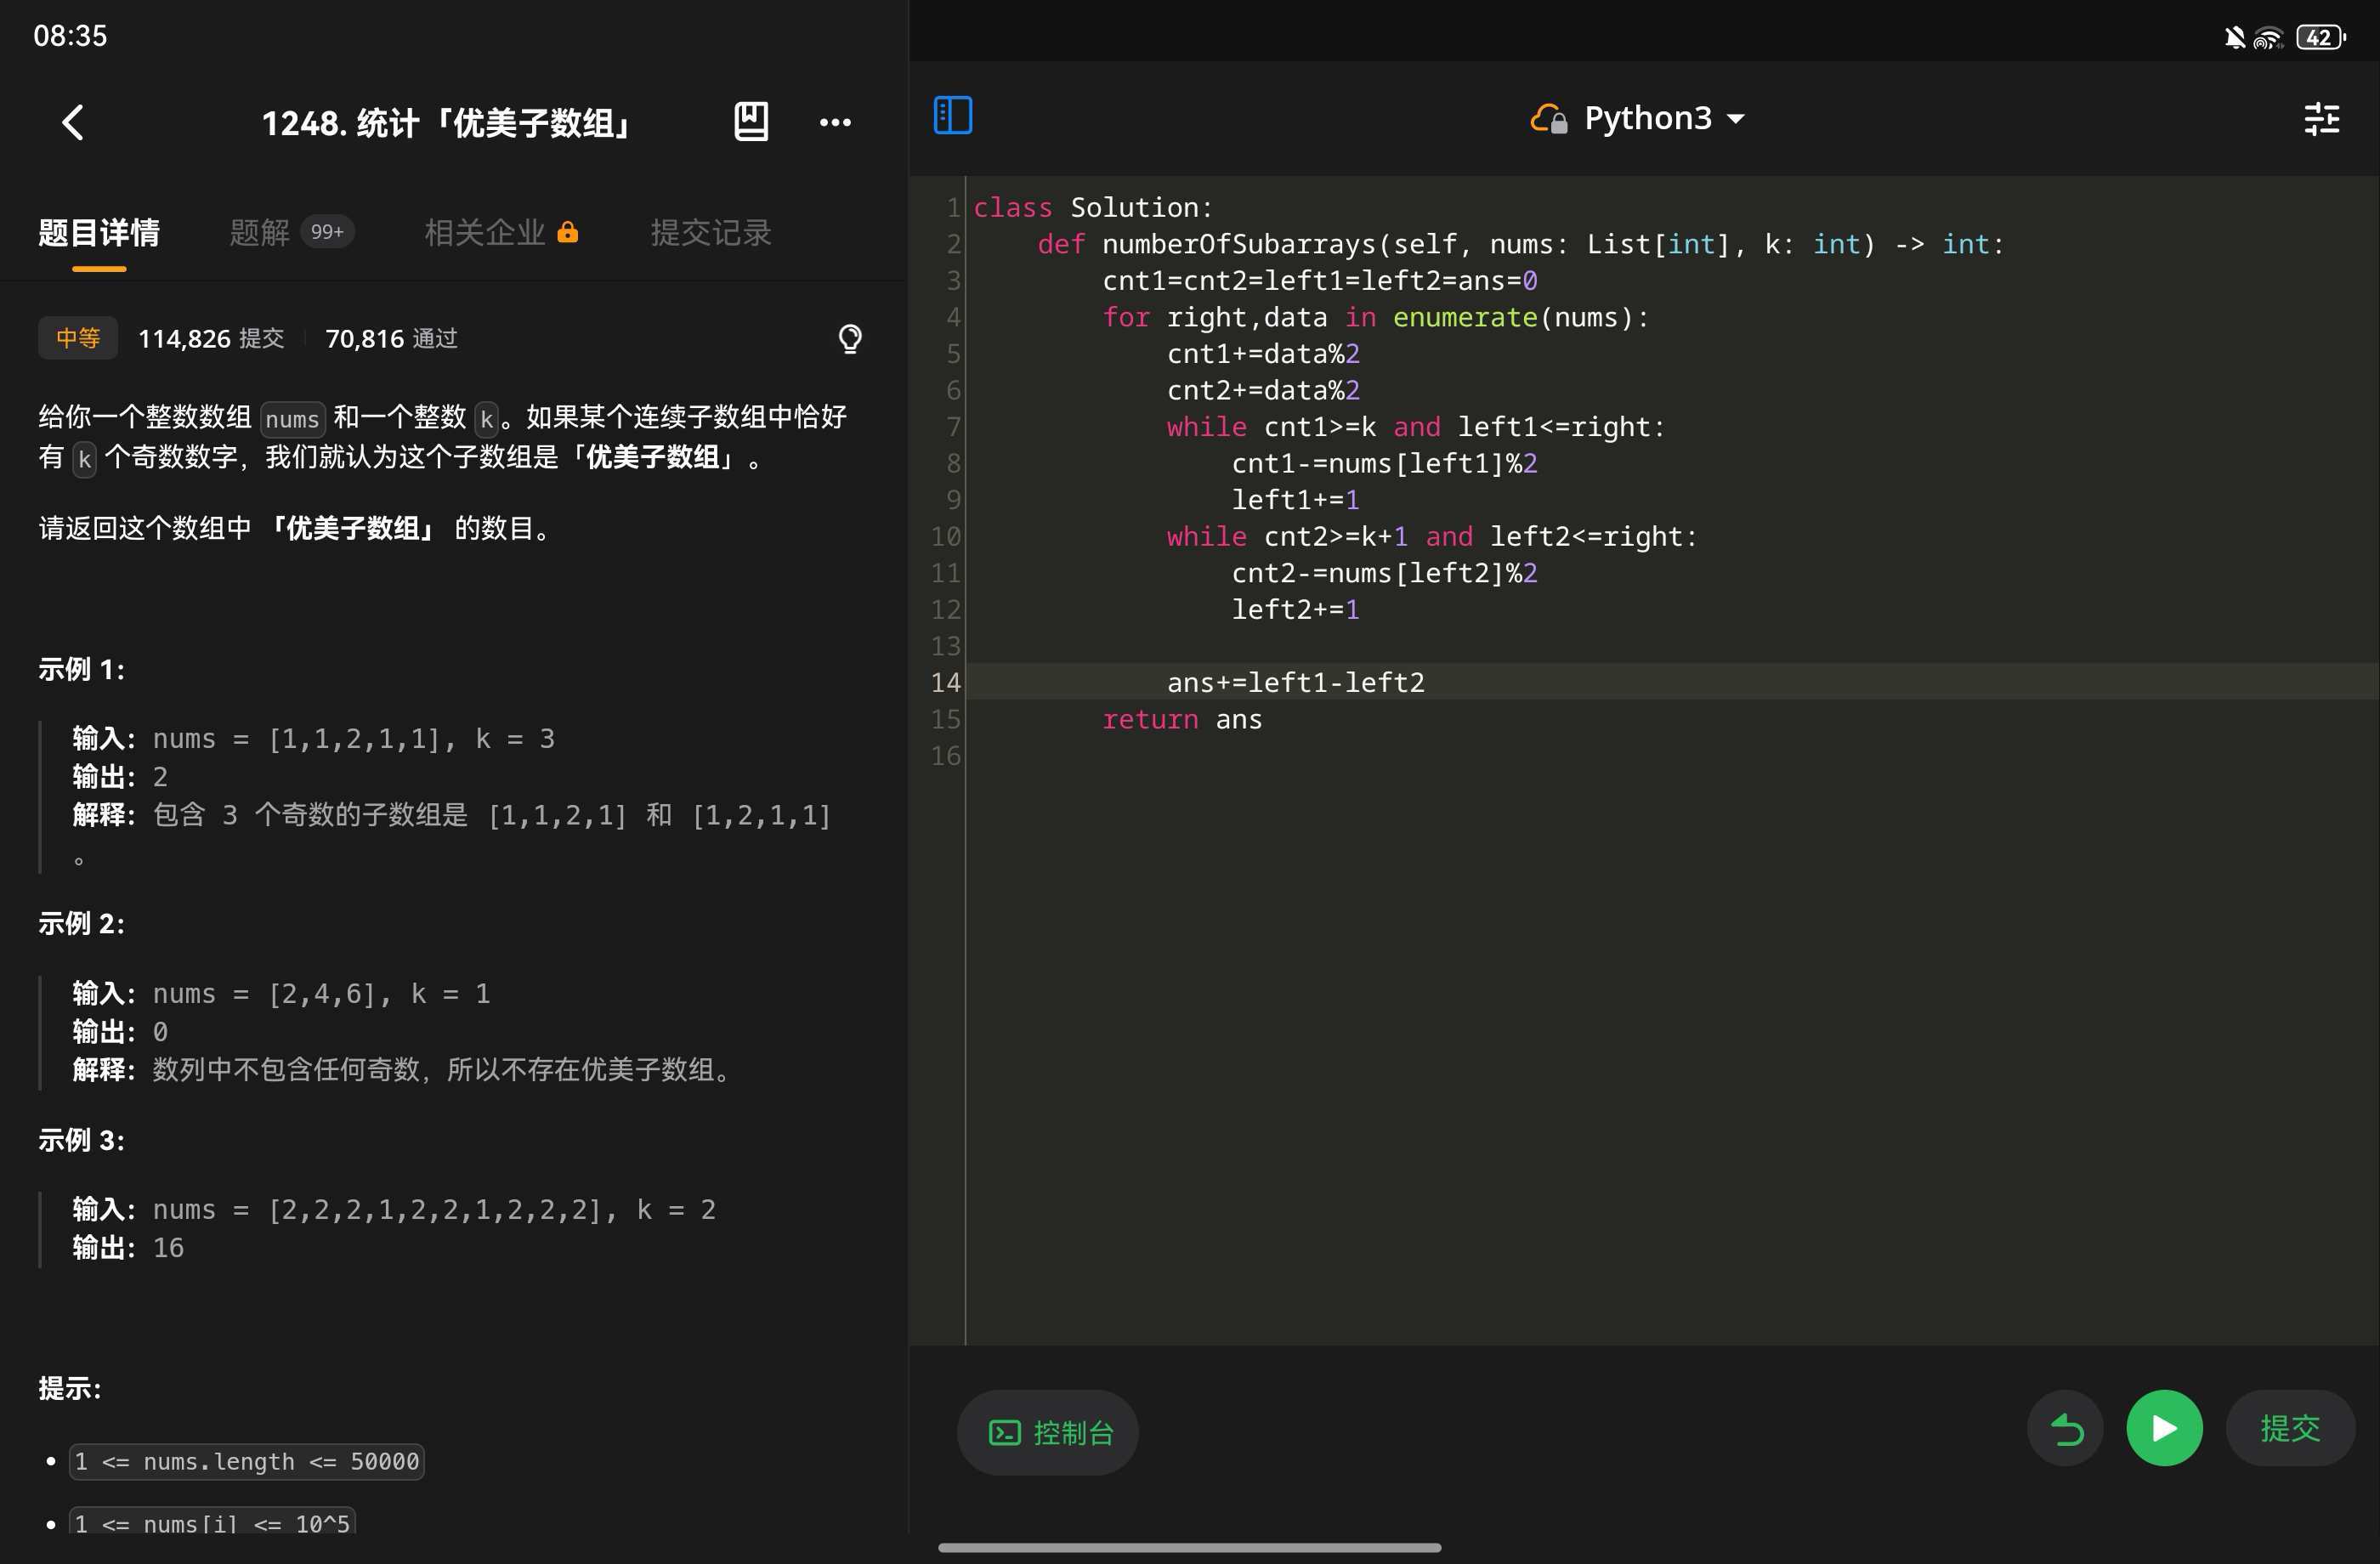 08:35
42
1248. 统计「优美子数组」
题目详情 题解 99+ 相关企业 提交记录
中等 114,826 提交 70,816 通过
给你一个整数数组 nums 和一个整数 k。如果某个连续子数组中恰好
有 k 个奇数数字，我们就认为这个子数组是「优美子数组」。
请返回这个数组中 「优美子数组」 的数目。
示例 1：
输入：nums = [1,1,2,1,1], k = 3
输出：2
解释：包含 3 个奇数的子数组是 [1,1,2,1] 和 [1,2,1,1]
。
示例 2：
输入：nums = [2,4,6], k = 1
输出：0
解释：数列中不包含任何奇数，所以不存在优美子数组。
示例 3：
输入：nums = [2,2,2,1,2,2,1,2,2,2], k = 2
输出：16
提示：
• 1 <= nums.length <= 50000
• 1 <= nums[i] <= 10^5
Python3
1 class Solution:
2     def numberOfSubarrays(self, nums: List[int], k: int) -> int:
3         cnt1=cnt2=left1=left2=ans=0
4         for right,data in enumerate(nums):
5             cnt1+=data%2
6             cnt2+=data%2
7             while cnt1>=k and left1<=right:
8                 cnt1-=nums[left1]%2
9                 left1+=1
10             while cnt2>=k+1 and left2<=right:
11                 cnt2-=nums[left2]%2
12                 left2+=1
13
14             ans+=left1-left2
15         return ans
16
控制台
提交